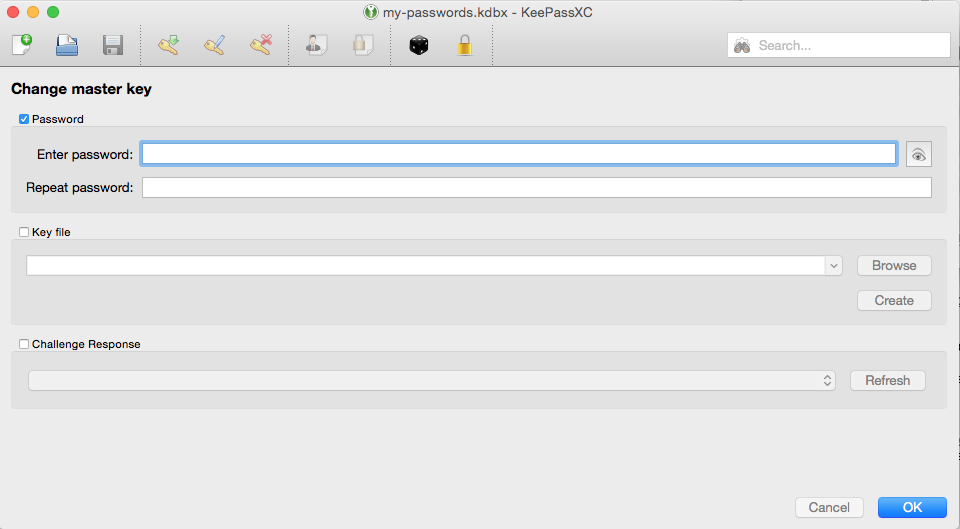 my-passwords.kdbx - KeePassXC
Search...
Change master key
Password
Enter password:
Repeat password:
Key file
Browse
Create
Challenge Response
Refresh
Cancel
OK